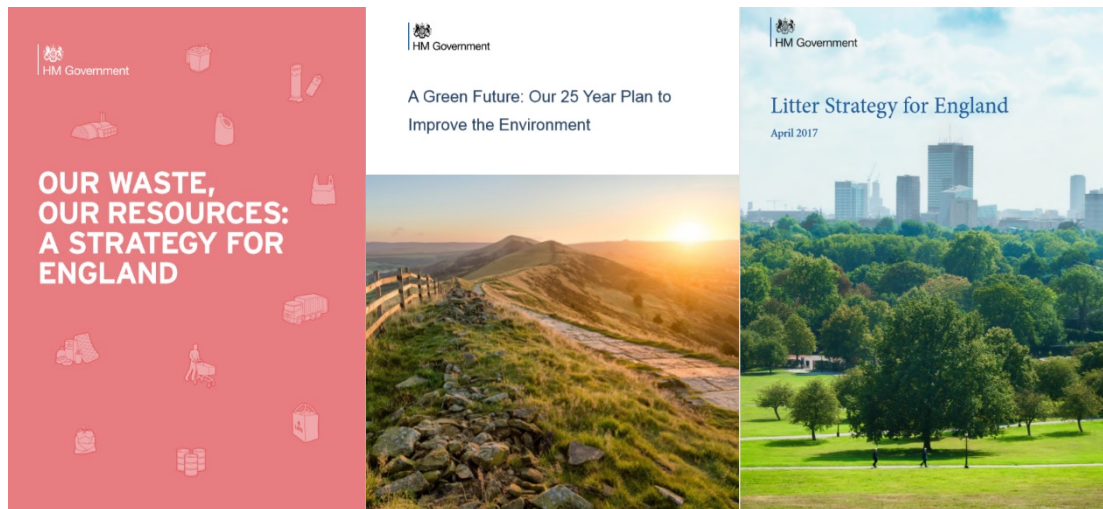 HM Government
OUR WASTE,
OUR RESOURCES:
A STRATEGY FOR
ENGLAND
HM Government
A Green Future: Our 25 Year Plan to
Improve the Environment
HM Government
Litter Strategy for England
April 2017